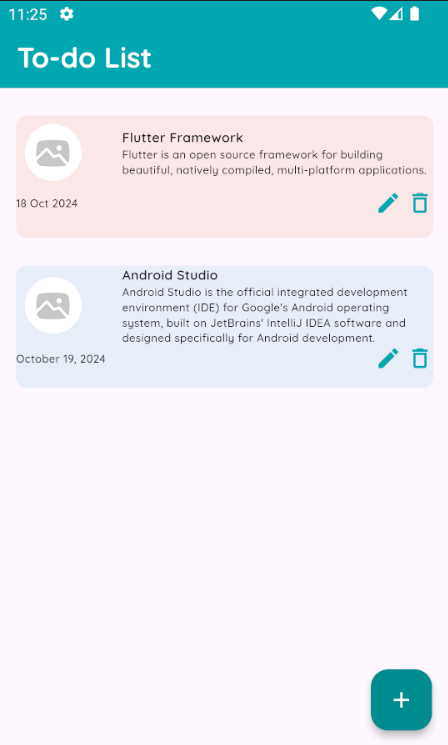 11:25
To-do List
Flutter Framework
Flutter is an open source framework for building
beautiful, natively compiled, multi-platform applications.
18 Oct 2024
Android Studio
Android Studio is the official integrated development
environment (IDE) for Google's Android operating
system, built on JetBrains' IntelliJ IDEA software and
designed specifically for Android development.
October 19, 2024
+